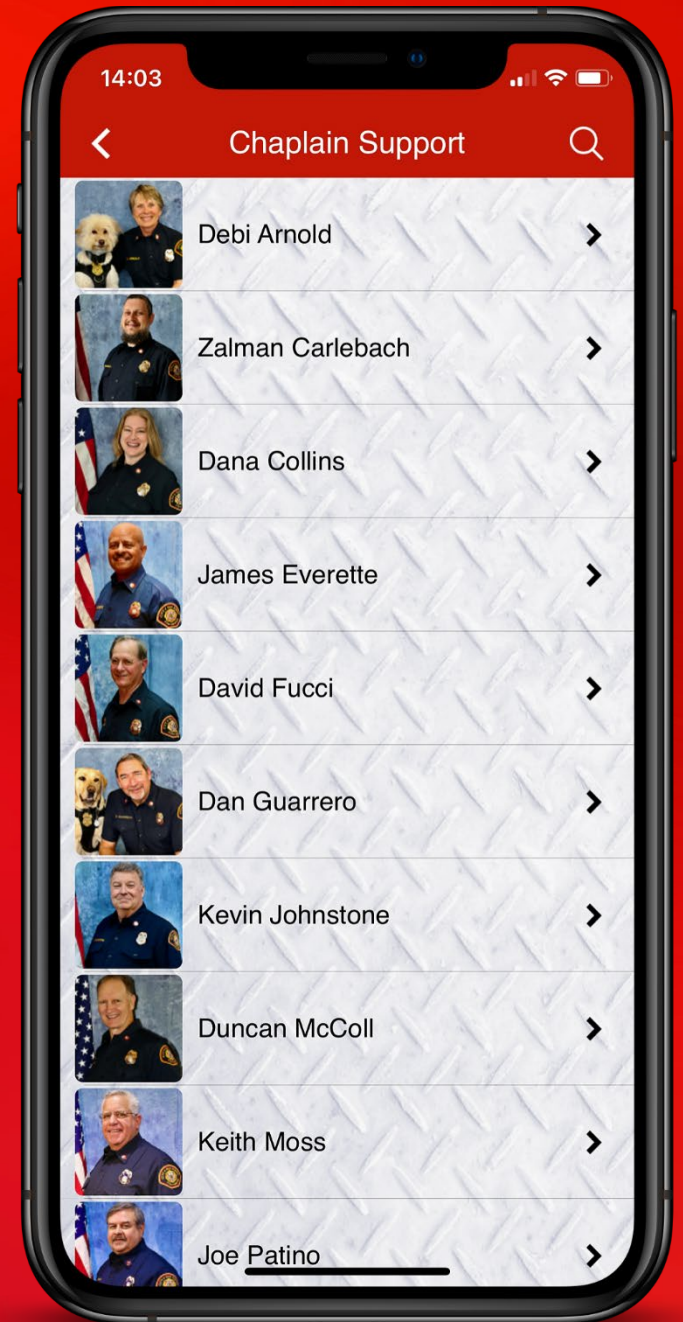 14:03
Chaplain Support
Debi Arnold
Zalman Carlebach
Dana Collins
James Everette
David Fucci
Dan Guarrero
Kevin Johnstone
Duncan McColl
Keith Moss
Joe Patino